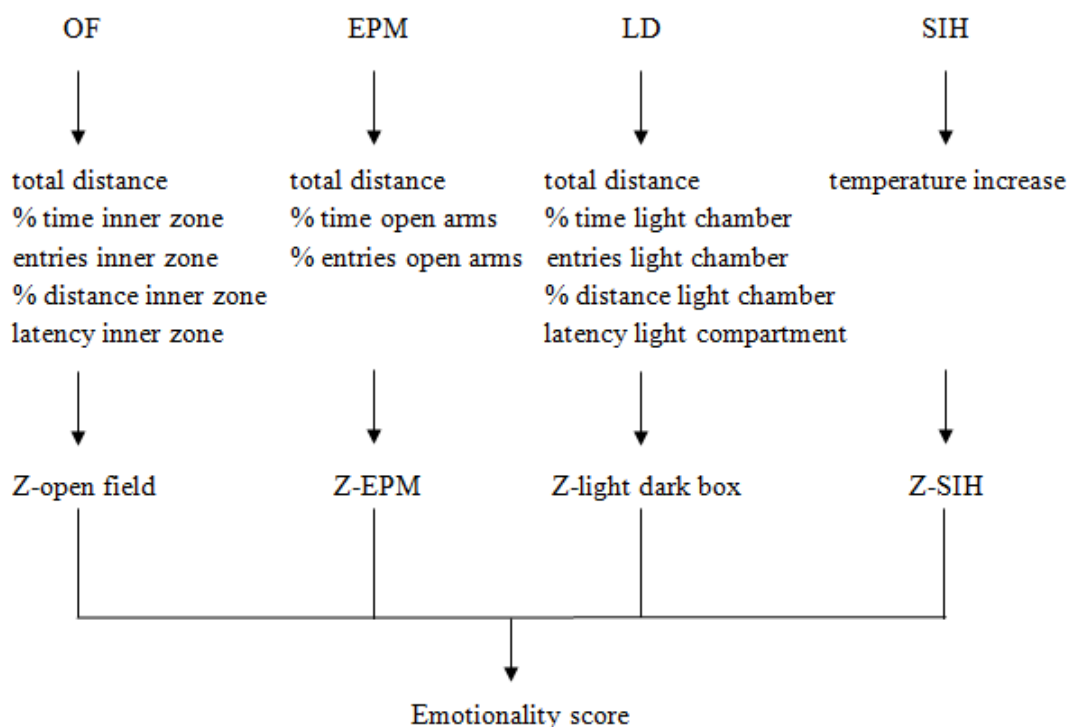 OF EPM LD SIH
total distance total distance total distance temperature increase
% time inner zone % time open arms % time light chamber
entries inner zone % entries open arms entries light chamber
% distance inner zone % distance light chamber
latency inner zone latency light compartment
Z-open field Z-EPM Z-light dark box Z-SIH
Emotionality score